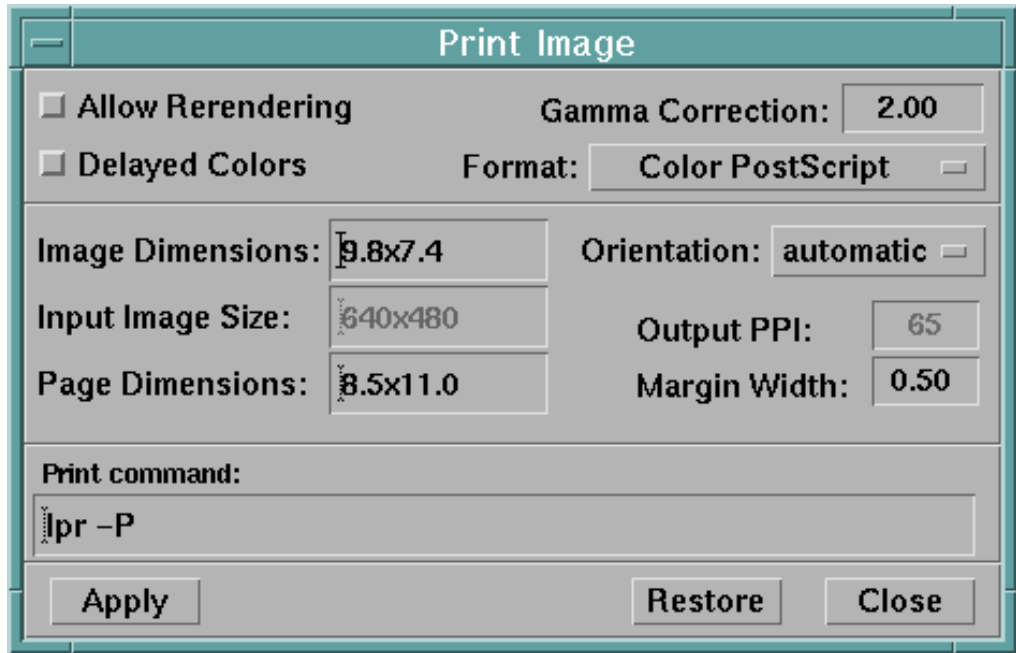 Print Image
Allow Rerendering Gamma Correction: 2.00
Delayed Colors Format: Color PostScript
Image Dimensions: 9.8x7.4 Orientation: automatic
Input Image Size: 640x480 Output PPI: 65
Page Dimensions: 8.5x11.0 Margin Width: 0.50
Print command:
lpr -P
Apply Restore Close